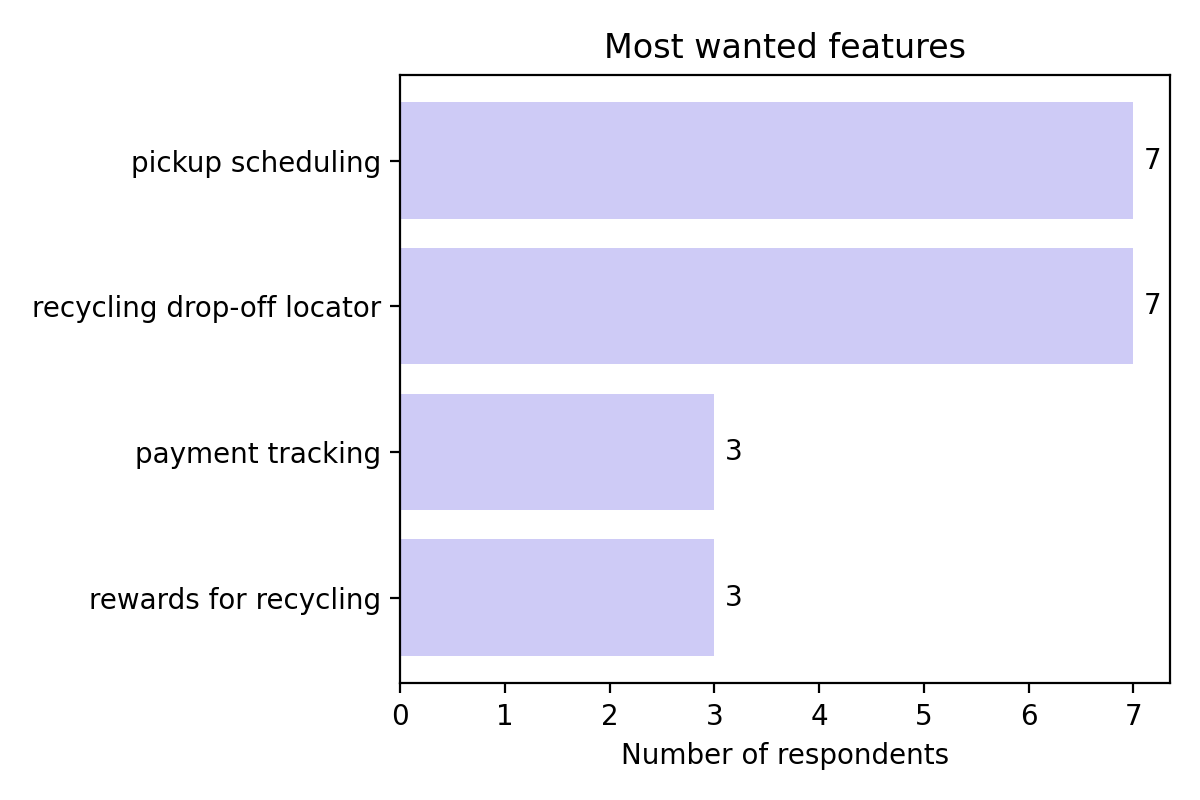 Most wanted features
pickup scheduling
7
recycling drop-off locator
7
payment tracking
3
rewards for recycling
3
0 1 2 3 4 5 6 7
Number of respondents